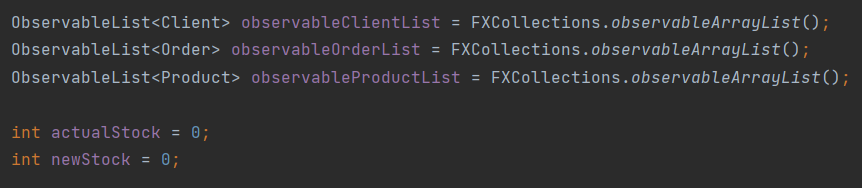 ObservableList<Client> observableClientList = FXCollections.observableArrayList();
ObservableList<Order> observableOrderList = FXCollections.observableArrayList();
ObservableList<Product> observableProductList = FXCollections.observableArrayList();
int actualStock = 0;
int newStock = 0;